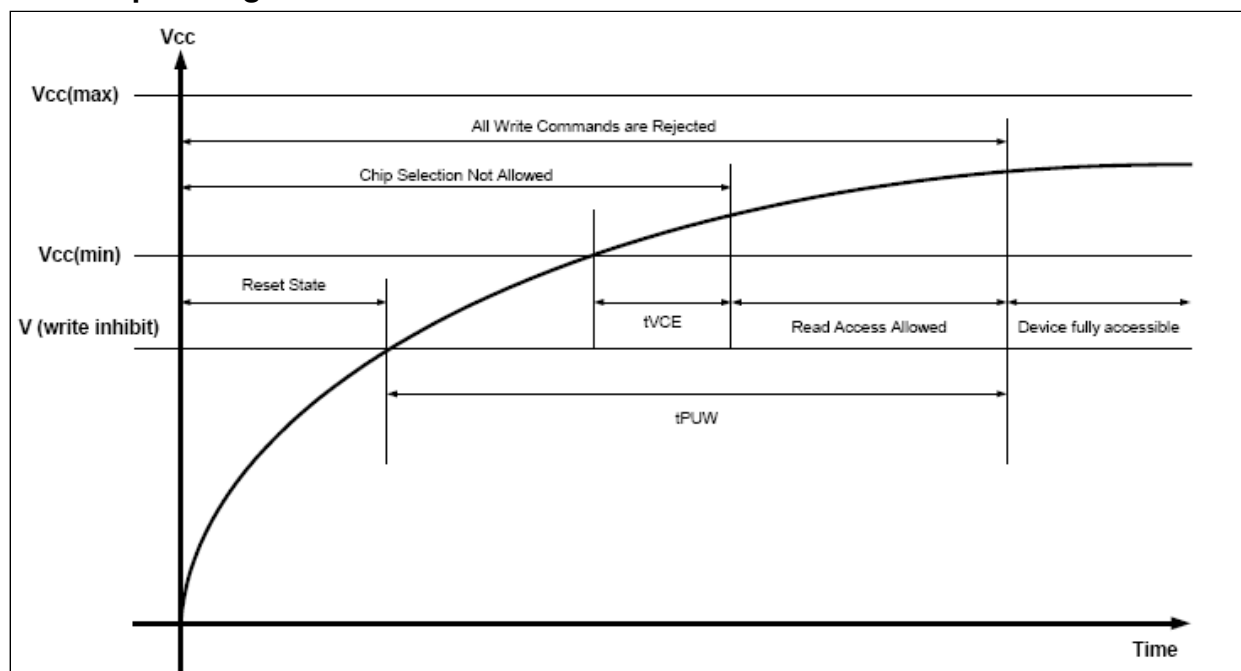 Vcc
Vcc(max)
All Write Commands are Rejected
Chip Selection Not Allowed
Vcc(min)
Reset State
V (write inhibit)
tVCE
Read Access Allowed
Device fully accessible
tPUW
Time